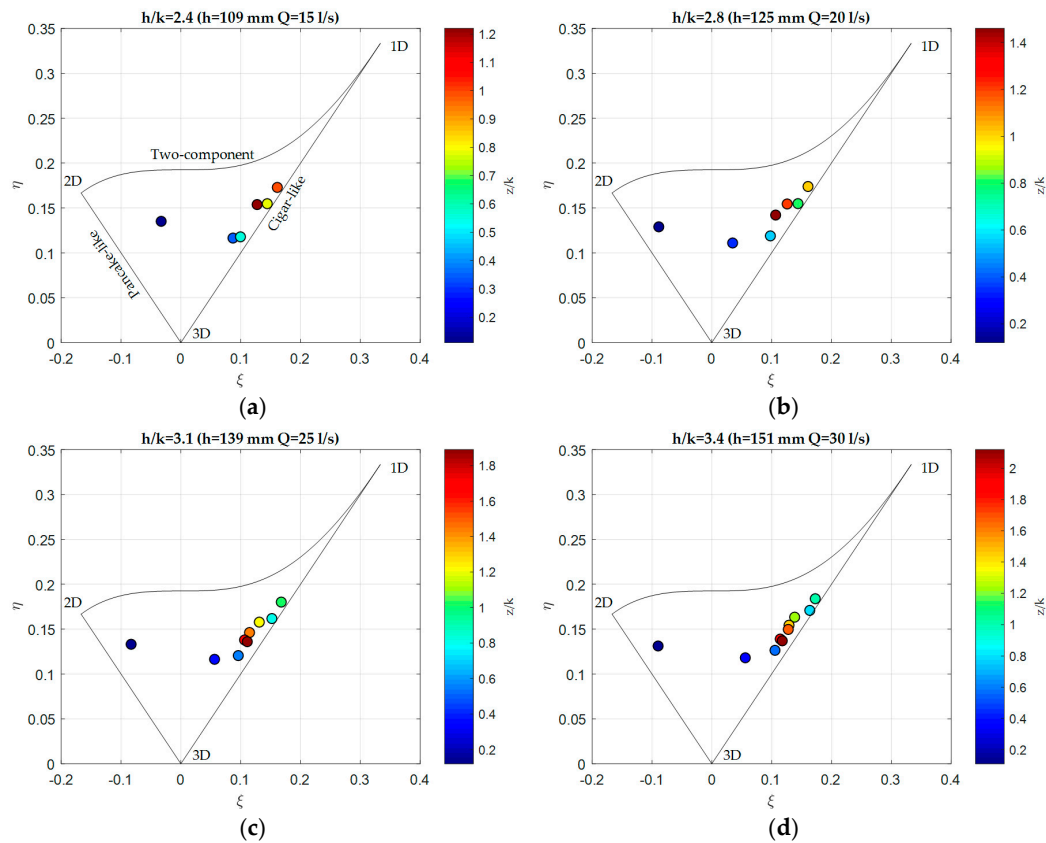 h/k=2.4 (h=109 mm Q=15 l/s)
0.35
0.3
0.25
0.2
0.15
0.1
0.05
0
η
-0.2 -0.1 0 0.1 0.2 0.3 0.4
ξ
1D
Two-component
2D
Cigar-like
Pancake-like
3D
1.2
1
0.8
0.6
0.4
0.2
z/k
(a)
h/k=2.8 (h=125 mm Q=20 l/s)
0.35
0.3
0.25
0.2
0.15
0.1
0.05
0
η
-0.2 -0.1 0 0.1 0.2 0.3 0.4
ξ
1D
2D
3D
1.4
1.2
1
0.8
0.6
0.4
0.2
z/k
(b)
h/k=3.1 (h=139 mm Q=25 l/s)
0.35
0.3
0.25
0.2
0.15
0.1
0.05
0
η
-0.2 -0.1 0 0.1 0.2 0.3 0.4
ξ
1D
2D
3D
1.8
1.6
1.4
1.2
1
0.8
0.6
0.4
0.2
z/k
(c)
h/k=3.4 (h=151 mm Q=30 l/s)
0.35
0.3
0.25
0.2
0.15
0.1
0.05
0
η
-0.2 -0.1 0 0.1 0.2 0.3 0.4
ξ
1D
2D
3D
2
1.8
1.6
1.4
1.2
1
0.8
0.6
0.4
0.2
z/k
(d)